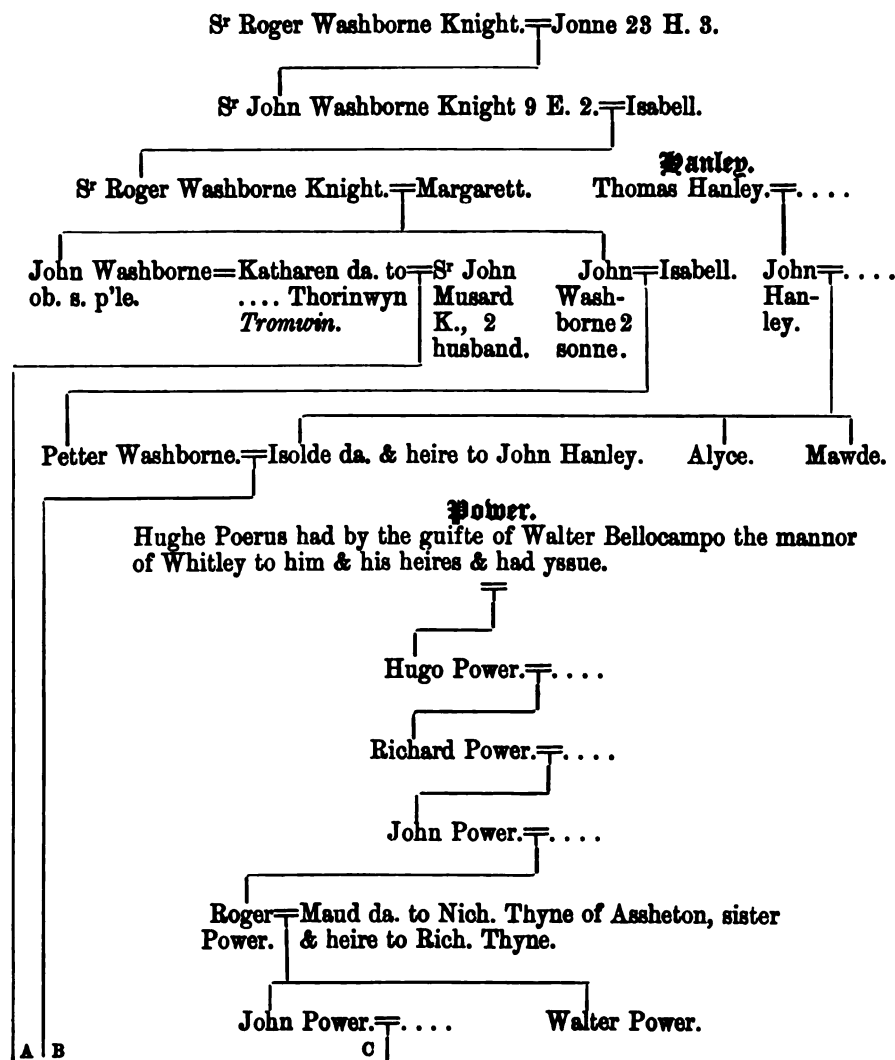 Sr Roger Washborne Knight.=Jonne 23 H. 3.
Sr John Washborne Knight 9 E. 2.=Isabell.
Hanley.
Sr Roger Washborne Knight.=Margarett. Thomas Hanley.=. . . .
John Washborne=Katharen da. to=Sr John John=Isabell. John=. . . .
ob. s. p'le. . . . . Thorinwyn Musard Wash- Han-
Tromwin. K., 2 borne 2 ley.
husband. sonne.
Petter Washborne.=Isolde da. & heire to John Hanley. Alyce. Mawde.
Power.
Hughe Poerus had by the guifte of Walter Bellocampo the mannor
of Whitley to him & his heires & had yssue.
=
Hugo Power.=. . . .
Richard Power.=. . . .
John Power.=. . . .
Roger=Maud da. to Nich. Thyne of Assheton, sister
Power. & heire to Rich. Thyne.
John Power.=. . . . Walter Power.
A B C